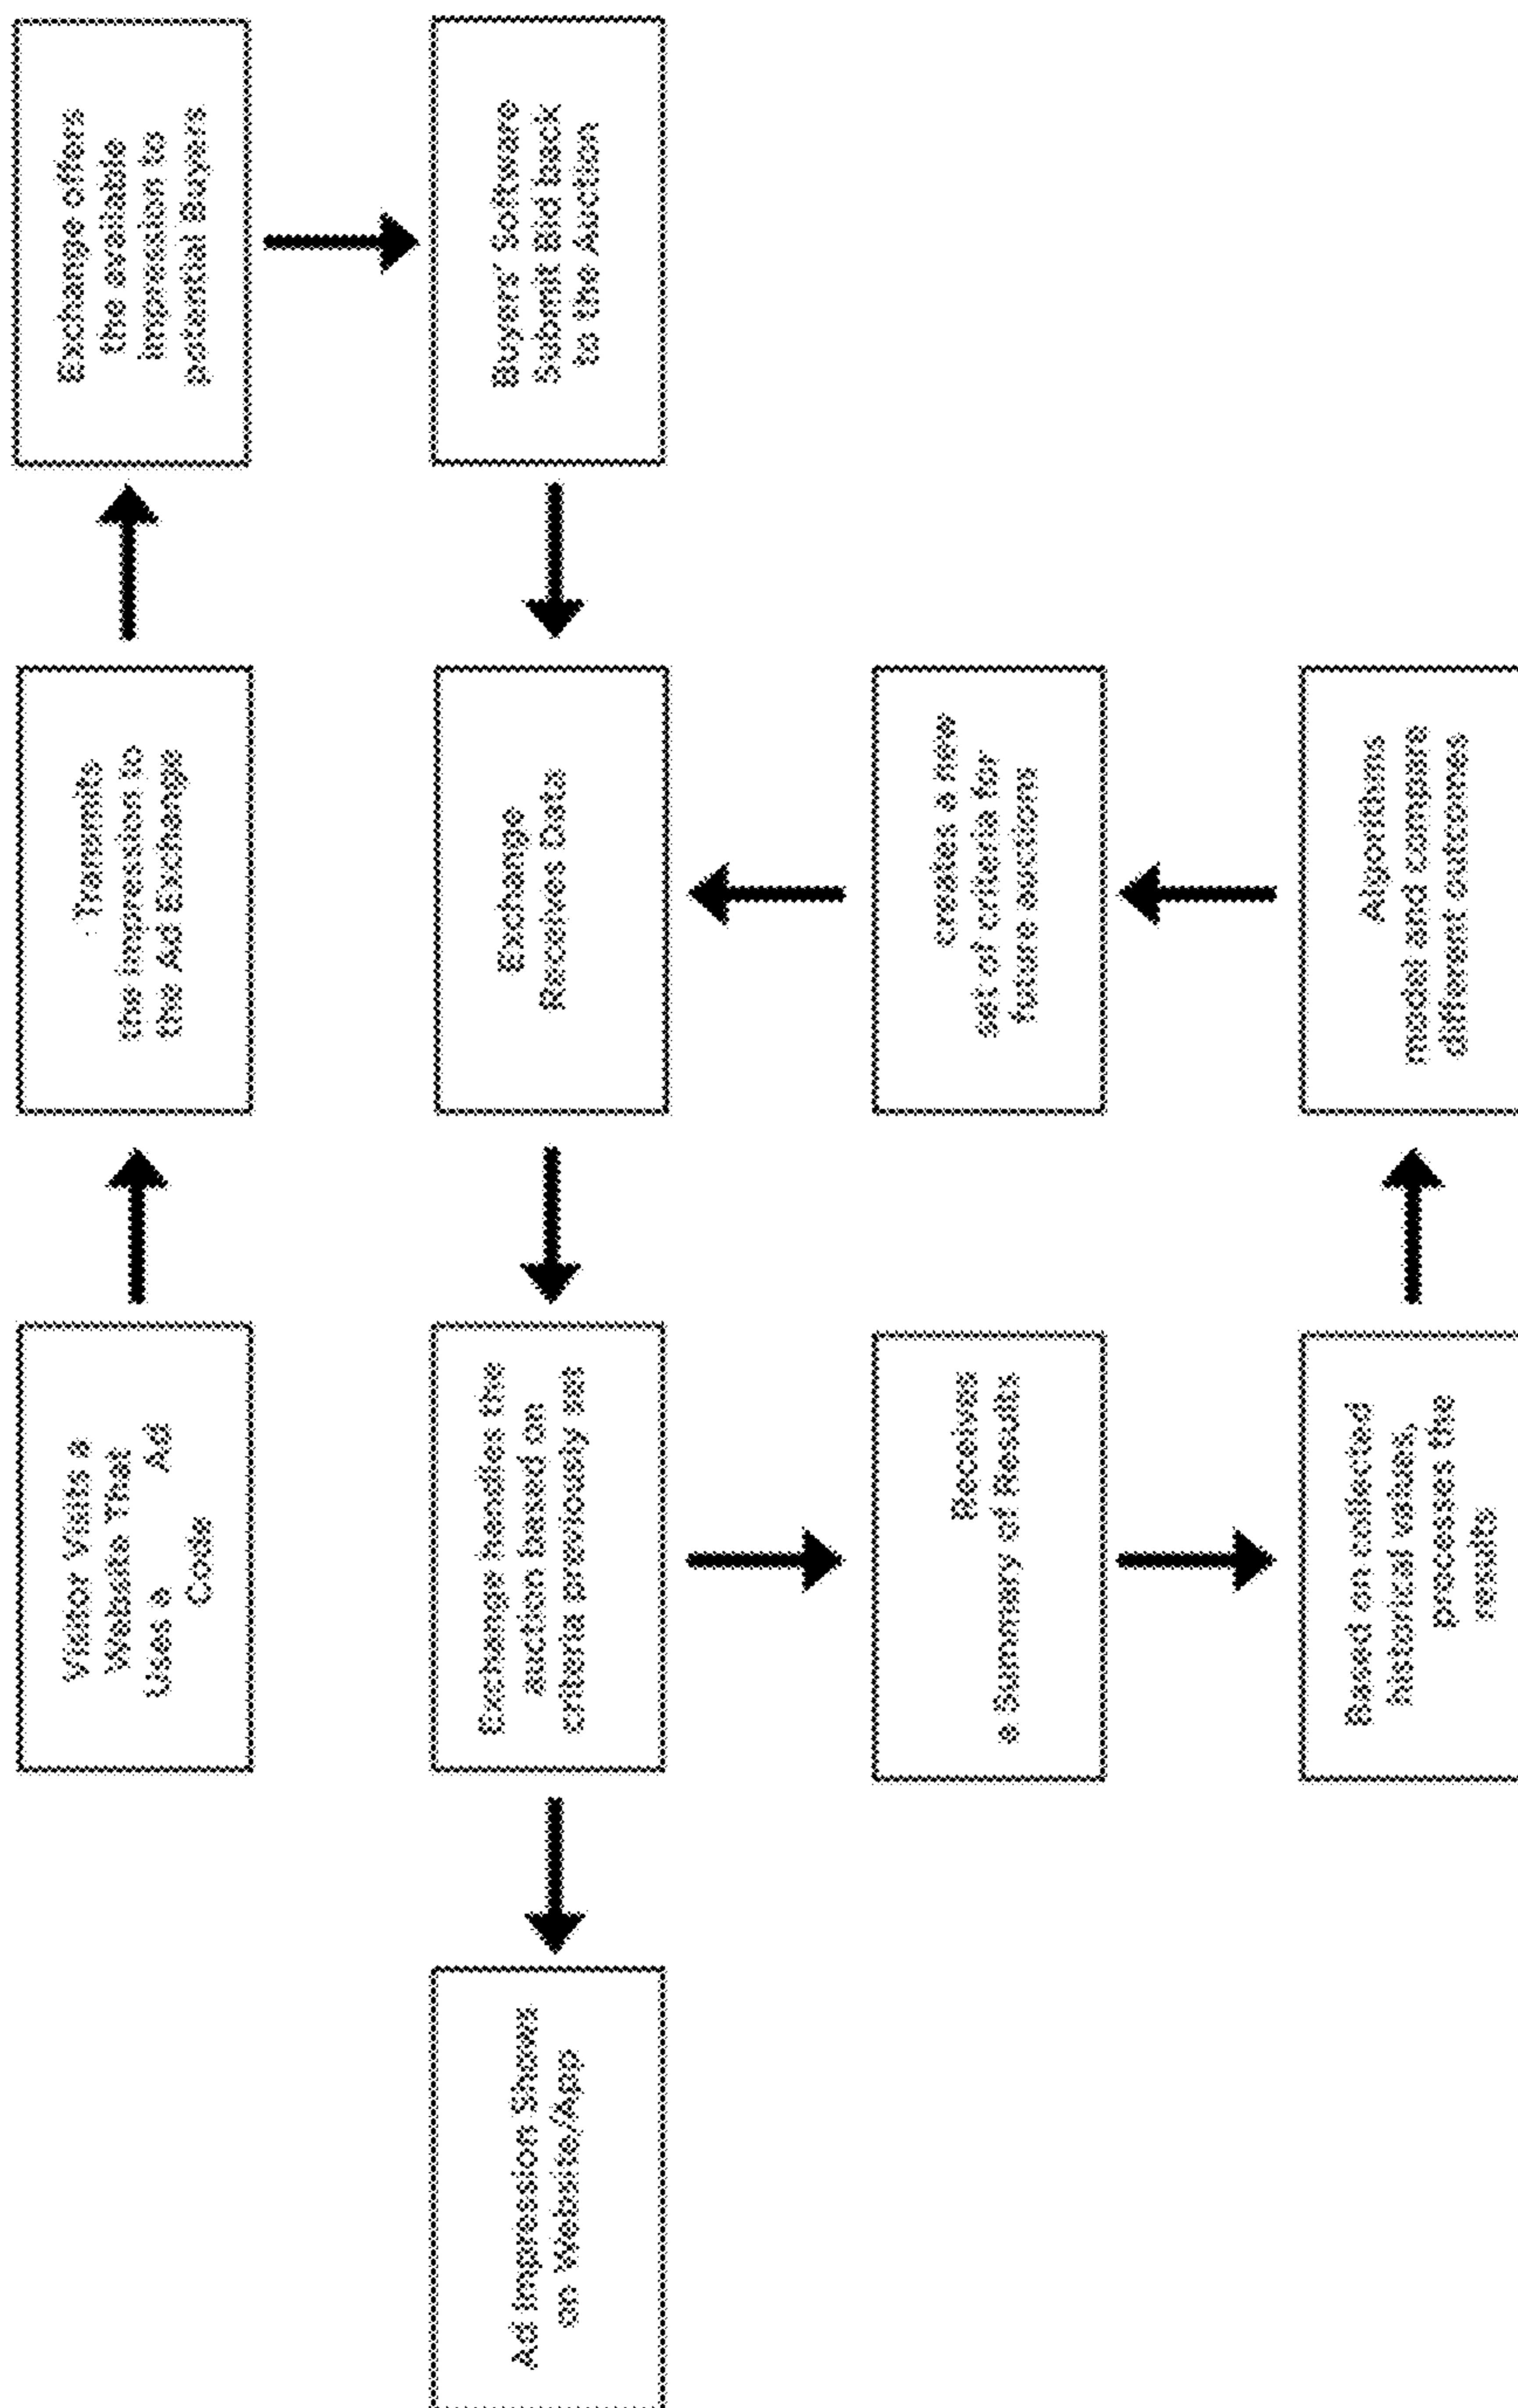 Visitor Visits a
Website That
Uses a Ad
Code
Transmits
the Impression to
the Ad Exchange
Exchange offers
the available
Impression to
potential Buyers
Ad Impression Shows
on Website/App
Exchange handles the
auction based on
criteria previously set
Exchange
Receives Data
Buyers' Software
Submit Bid back
to the Auction
Receives
a Summary of Results
creates a new
set of criteria for
future auctions
Based on collected
historical values,
processes the
results
Algorithms
model and compare
different outcomes